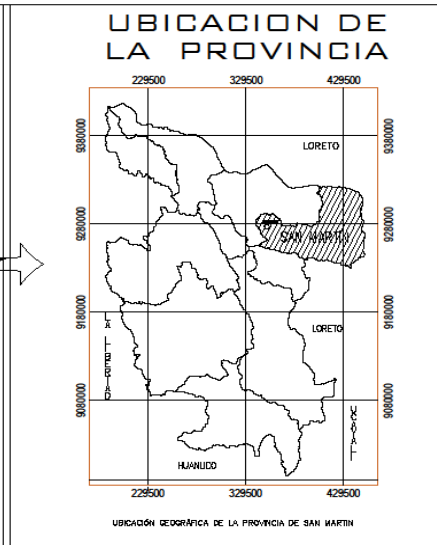 UBICACION DE
LA PROVINCIA
229500 329500 429500
9380000 9380000
LORETO
9280000 9280000
SAN MARTIN
9180000 9180000
LA LIBERTAD
LORETO
9080000 9080000
HUANUCO
229500 329500 429500
UBICACIÓN GEOGRÁFICA DE LA PROVINCIA DE SAN MARTIN